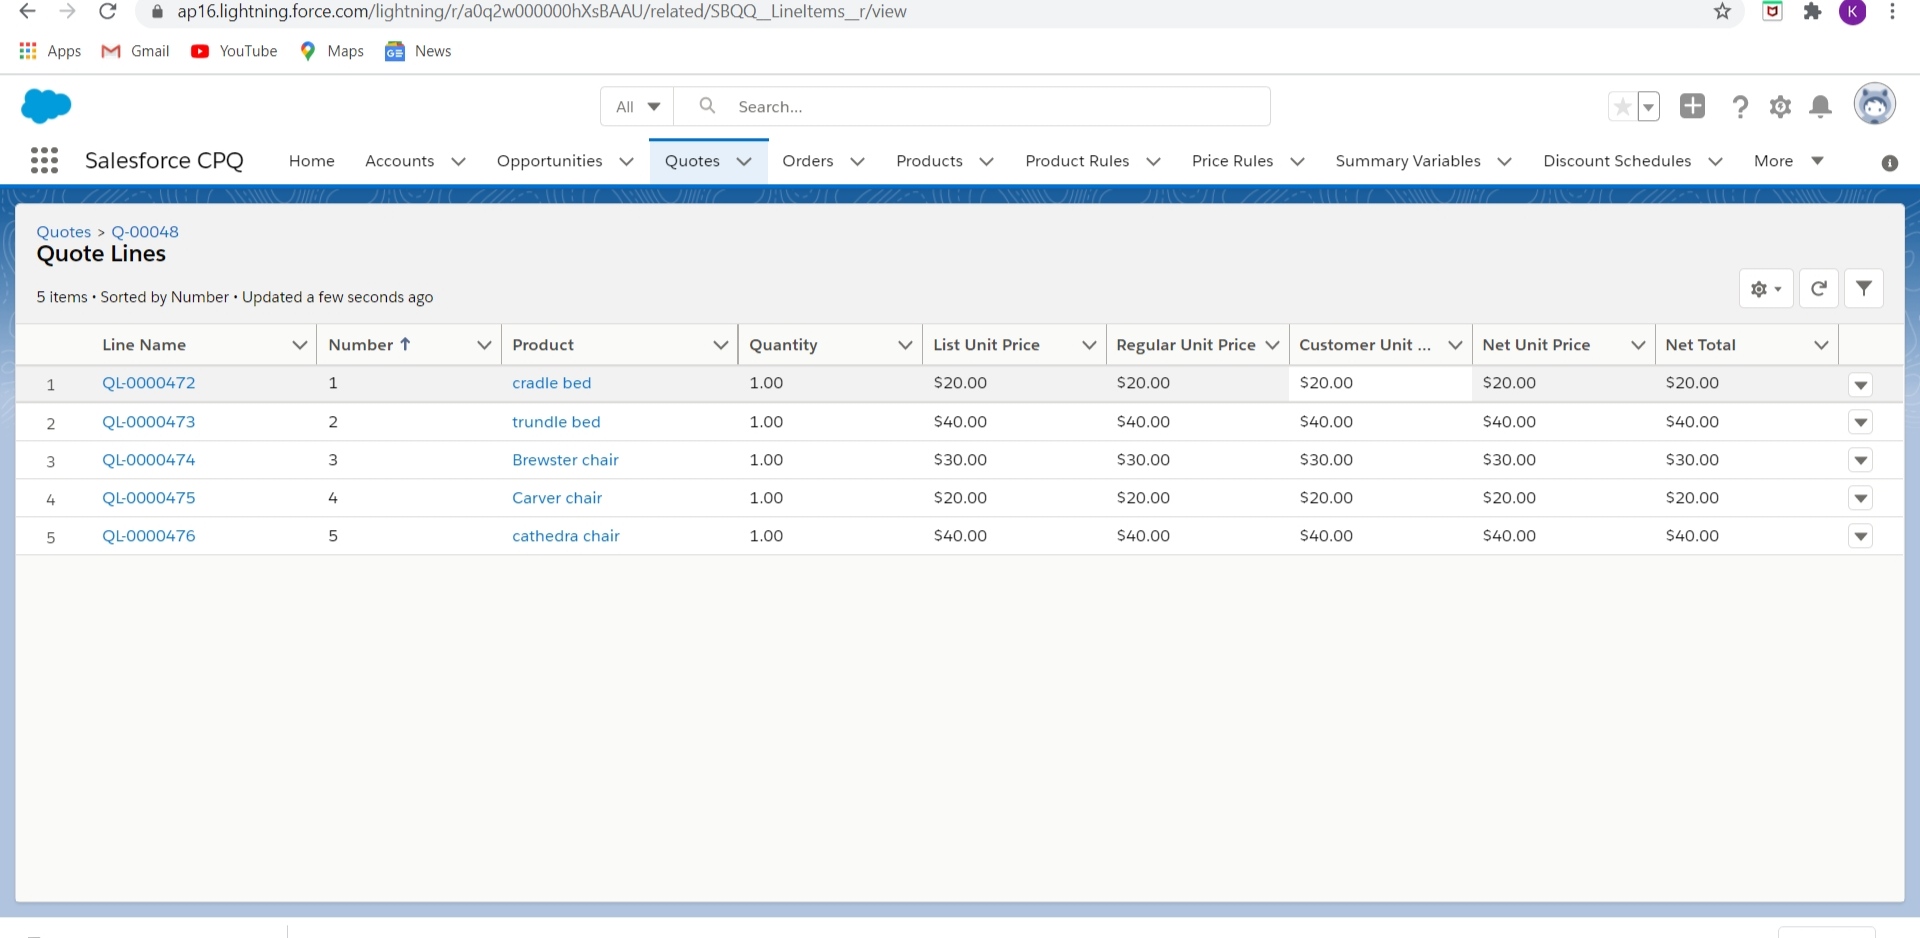 ap16.lightning.force.com/lightning/r/a0q2w000000hXsBAAU/related/SBQQ__LineItems__r/view
K
Apps Gmail YouTube Maps News
All Search...
Salesforce CPQ Home Accounts Opportunities Quotes Orders Products Product Rules Price Rules Summary Variables Discount Schedules More
Quotes > Q-00048
Quote Lines
5 items • Sorted by Number • Updated a few seconds ago
Line Name Number Product Quantity List Unit Price Regular Unit Price Customer Unit ... Net Unit Price Net Total
1 QL-0000472 1 cradle bed 1.00 $20.00 $20.00 $20.00 $20.00 $20.00
2 QL-0000473 2 trundle bed 1.00 $40.00 $40.00 $40.00 $40.00 $40.00
3 QL-0000474 3 Brewster chair 1.00 $30.00 $30.00 $30.00 $30.00 $30.00
4 QL-0000475 4 Carver chair 1.00 $20.00 $20.00 $20.00 $20.00 $20.00
5 QL-0000476 5 cathedra chair 1.00 $40.00 $40.00 $40.00 $40.00 $40.00